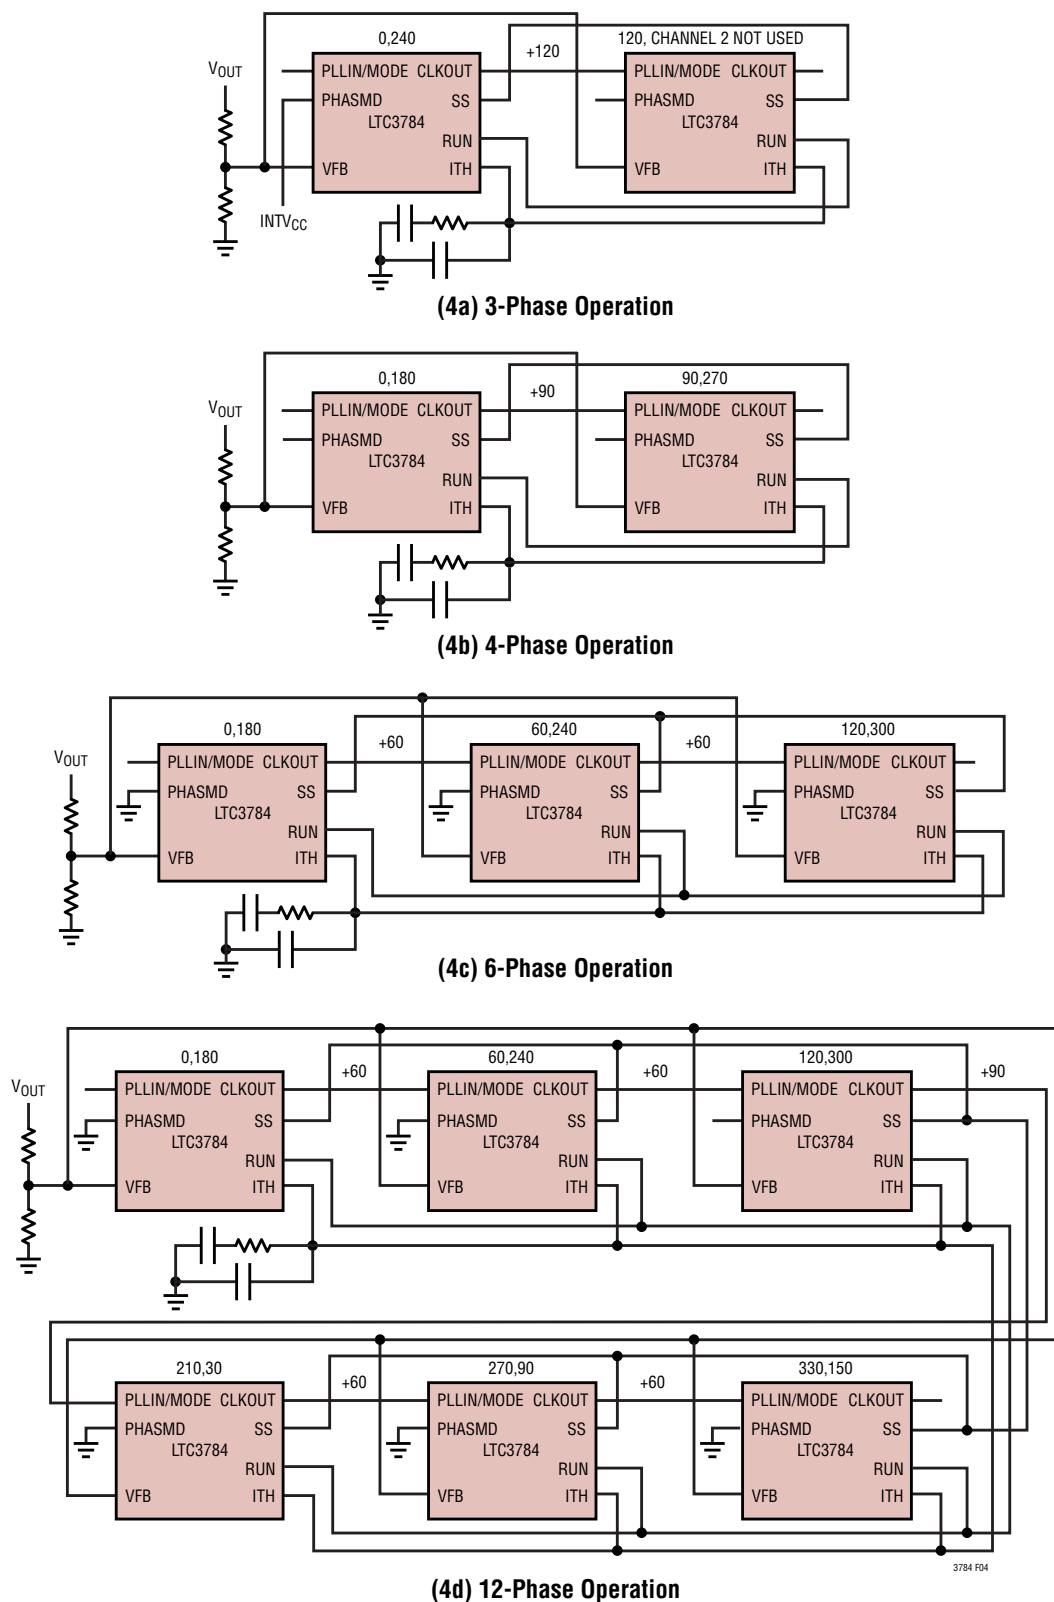 0,240
120, CHANNEL 2 NOT USED
+120
VOUT
PLLIN/MODE CLKOUT
PHASMD SS
LTC3784
RUN
VFB ITH
PLLIN/MODE CLKOUT
PHASMD SS
LTC3784
RUN
VFB ITH
INTVCC
(4a) 3-Phase Operation
0,180
90,270
+90
VOUT
PLLIN/MODE CLKOUT
PHASMD SS
LTC3784
RUN
VFB ITH
PLLIN/MODE CLKOUT
PHASMD SS
LTC3784
RUN
VFB ITH
(4b) 4-Phase Operation
0,180
60,240
120,300
+60
+60
VOUT
PLLIN/MODE CLKOUT
PHASMD SS
LTC3784
RUN
VFB ITH
PLLIN/MODE CLKOUT
PHASMD SS
LTC3784
RUN
VFB ITH
PLLIN/MODE CLKOUT
PHASMD SS
LTC3784
RUN
VFB ITH
(4c) 6-Phase Operation
0,180
60,240
120,300
+60
+60
+90
VOUT
PLLIN/MODE CLKOUT
PHASMD SS
LTC3784
RUN
VFB ITH
PLLIN/MODE CLKOUT
PHASMD SS
LTC3784
RUN
VFB ITH
PLLIN/MODE CLKOUT
PHASMD SS
LTC3784
RUN
VFB ITH
210,30
270,90
330,150
+60
+60
PLLIN/MODE CLKOUT
PHASMD SS
LTC3784
RUN
VFB ITH
PLLIN/MODE CLKOUT
PHASMD SS
LTC3784
RUN
VFB ITH
PLLIN/MODE CLKOUT
PHASMD SS
LTC3784
RUN
VFB ITH
3784 F04
(4d) 12-Phase Operation